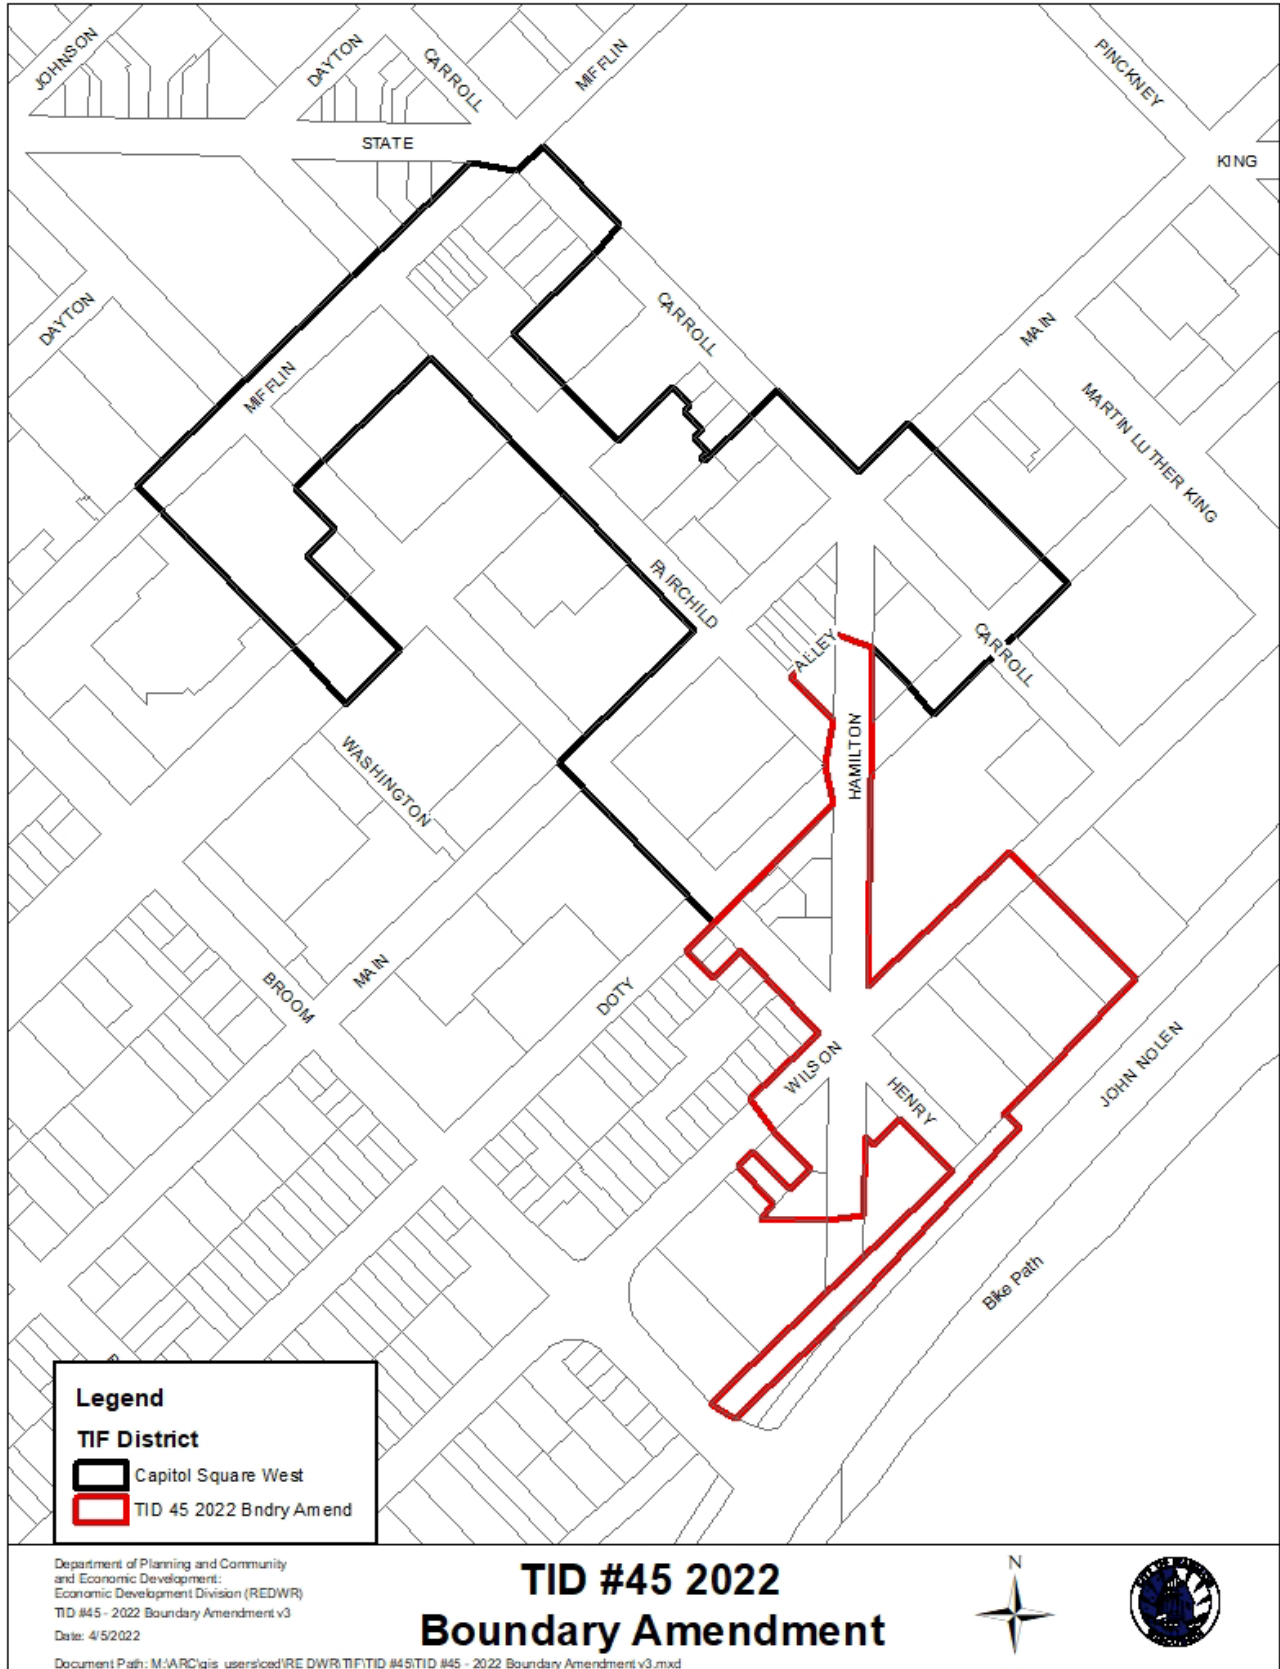 JOHNSON
DAYTON
CARROLL
MIFFLIN
PINCKNEY
STATE
KING
DAYTON
CARROLL
MAIN
MIFFLIN
MARTIN LUTHER KING
FAIRCHILD
ALLEY
CARROLL
HAMILTON
WASHINGTON
BROOM
MAIN
DOTY
WILSON
HENRY
JOHN NOLEN
Bike Path
Legend
TIF District
Capitol Square West
TID 45 2022 Bndry Amend
Department of Planning and Community
and Economic Development:
Economic Development Division (REDWR)
TID #45 - 2022 Boundary Amendment v3
Date: 4/5/2022
Document Path: M:\ARC\gis_users\ced\REDWR\TIF\TID #45\TID #45 - 2022 Boundary Amendment v3.mxd
TID #45 2022
Boundary Amendment
N